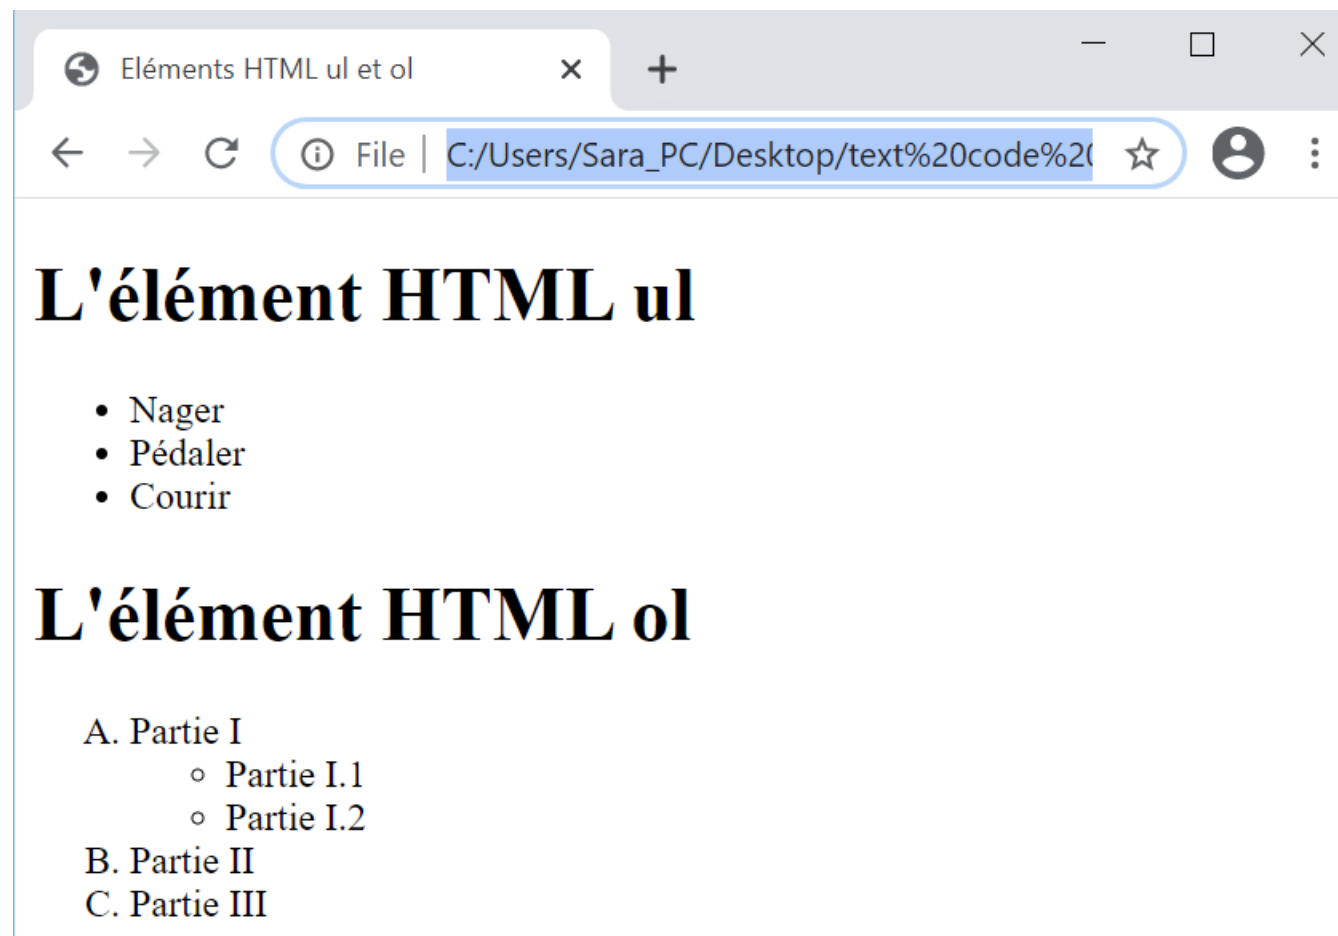 Eléments HTML ul et ol
File | C:/Users/Sara_PC/Desktop/text%20code%20
L'élément HTML ul
• Nager
• Pédaler
• Courir
L'élément HTML ol
A. Partie I
◦ Partie I.1
◦ Partie I.2
B. Partie II
C. Partie III